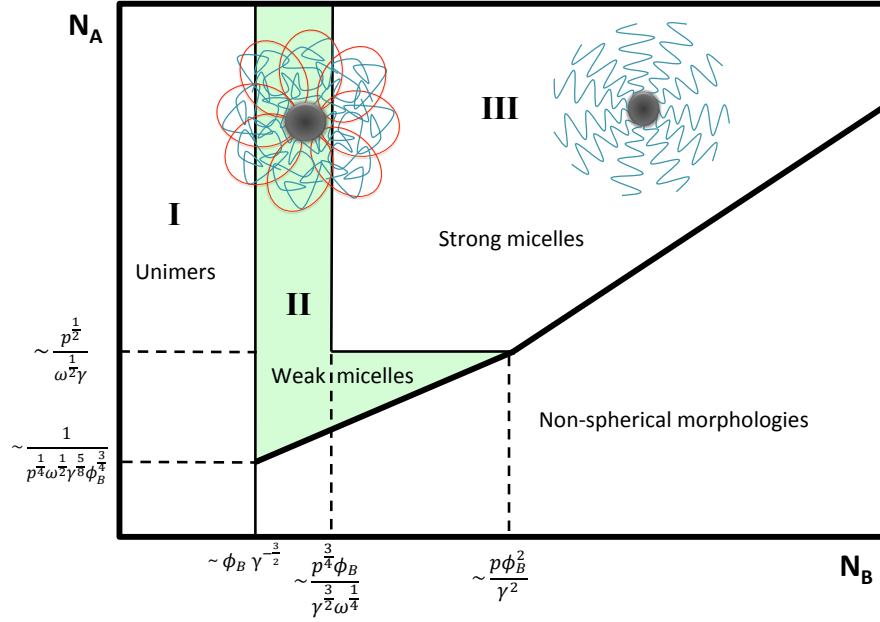 N_A
III
I
Strong micelles
Unimers
II
~ p^{1/2} / ω^{1/2}γ
Weak micelles
Non-spherical morphologies
~ 1 / p^{1/4}ω^{1/2}γ^{5/8}ϕ_B^{3/4}
~ ϕ_B γ^{-3/2}
~ p^{3/4}ϕ_B / γ^{3/2}ω^{1/4}
~ pϕ_B^2 / γ^2
N_B